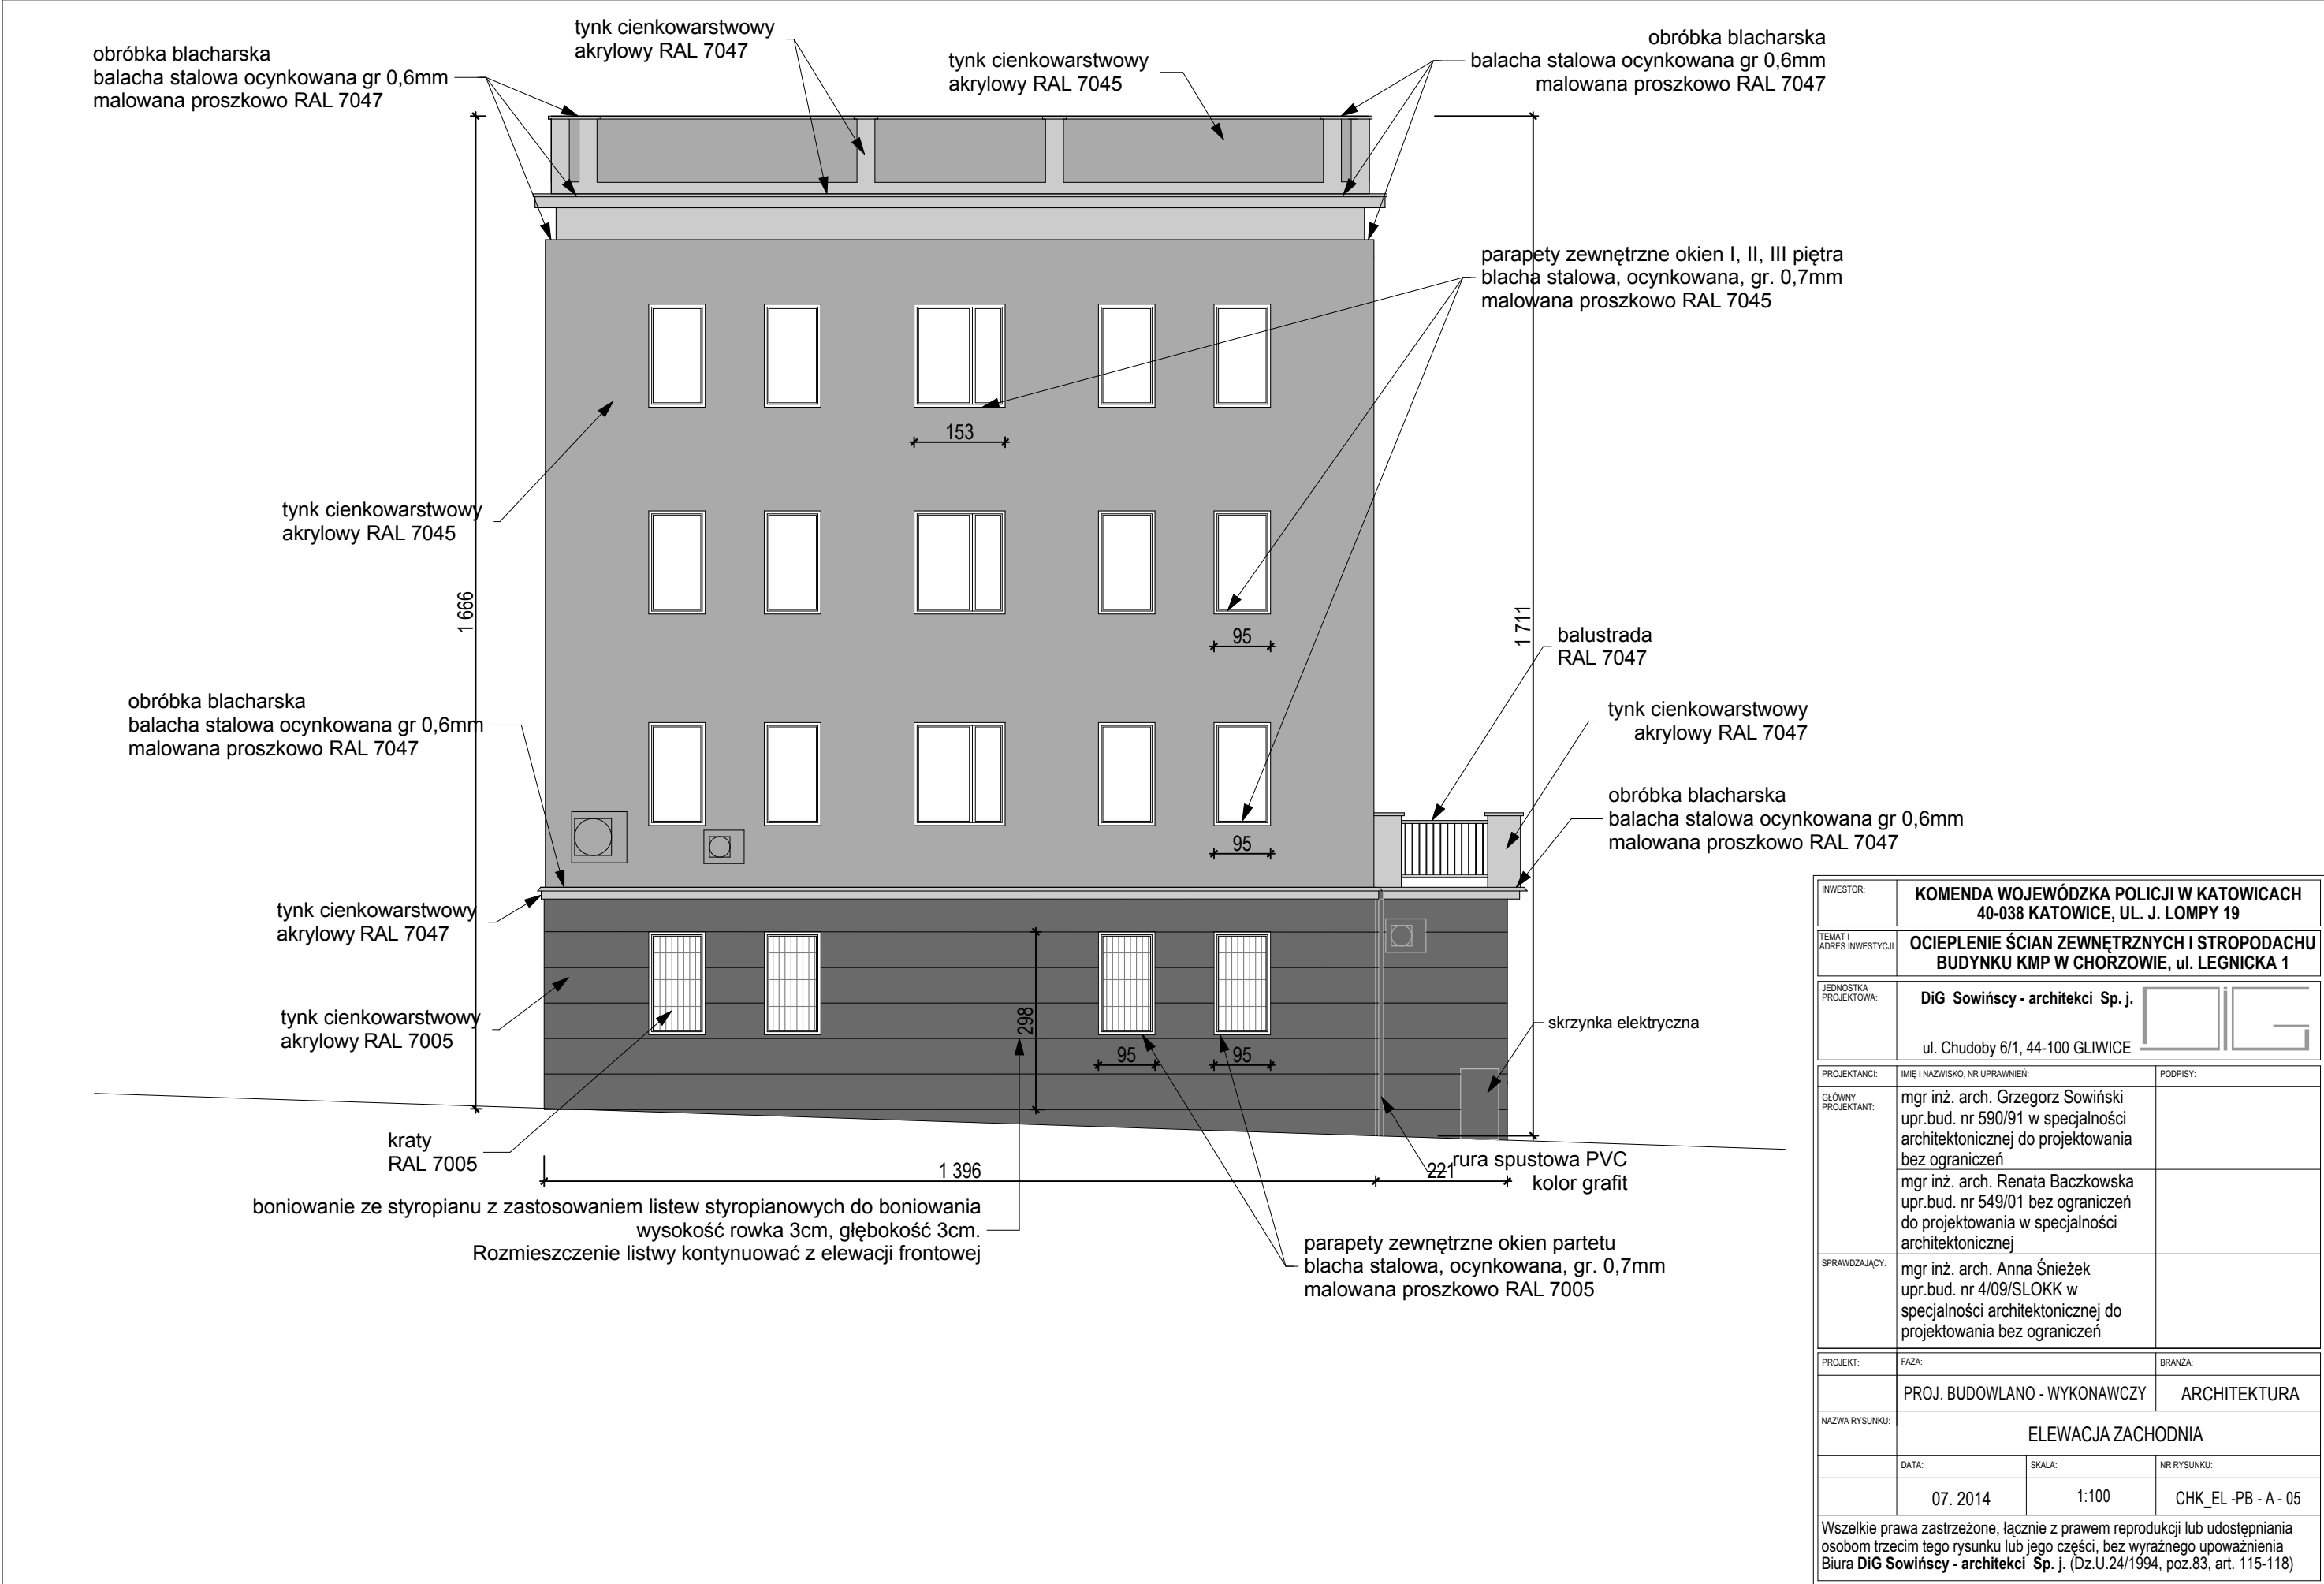 tynk cienkowarstwowy
akrylowy RAL 7047
obróbka blacharska
balacha stalowa ocynkowana gr 0,6mm
malowana proszkowo RAL 7047
tynk cienkowarstwowy
akrylowy RAL 7045
obróbka blacharska
balacha stalowa ocynkowana gr 0,6mm
malowana proszkowo RAL 7047
parapety zewnętrzne okien I, II, III piętra
blacha stalowa, ocynkowana, gr. 0,7mm
malowana proszkowo RAL 7045
153
tynk cienkowarstwowy
akrylowy RAL 7045
1 666
1 711
95
balustrada
RAL 7047
obróbka blacharska
balacha stalowa ocynkowana gr 0,6mm
malowana proszkowo RAL 7047
tynk cienkowarstwowy
akrylowy RAL 7047
obróbka blacharska
balacha stalowa ocynkowana gr 0,6mm
malowana proszkowo RAL 7047
95
tynk cienkowarstwowy
akrylowy RAL 7047
tynk cienkowarstwowy
akrylowy RAL 7005
298
95
95
skrzynka elektryczna
kraty
RAL 7005
1 396
221
rura spustowa PVC
kolor grafit
boniowanie ze styropianu z zastosowaniem listew styropianowych do boniowania
wysokość rowka 3cm, głębokość 3cm.
Rozmieszczenie listwy kontynuować z elewacji frontowej
parapety zewnętrzne okien partetu
blacha stalowa, ocynkowana, gr. 0,7mm
malowana proszkowo RAL 7005
INWESTOR:
KOMENDA WOJEWÓDZKA POLICJI W KATOWICACH
40-038 KATOWICE, UL. J. LOMPY 19
TEMAT I
ADRES INWESTYCJI:
OCIEPLENIE ŚCIAN ZEWNĘTRZNYCH I STROPODACHU
BUDYNKU KMP W CHORZOWIE, ul. LEGNICKA 1
JEDNOSTKA
PROJEKTOWA:
DiG Sowińscy - architekci Sp. j.
ul. Chudoby 6/1, 44-100 GLIWICE
DiG
PROJEKTANCI:
IMIĘ I NAZWISKO, NR UPRAWNIEŃ:
PODPISY:
GŁÓWNY
PROJEKTANT:
mgr inż. arch. Grzegorz Sowiński
upr.bud. nr 590/91 w specjalności
architektonicznej do projektowania
bez ograniczeń
mgr inż. arch. Renata Baczkowska
upr.bud. nr 549/01 bez ograniczeń
do projektowania w specjalności
architektonicznej
SPRAWDZAJĄCY:
mgr inż. arch. Anna Śnieżek
upr.bud. nr 4/09/SLOKK w
specjalności architektonicznej do
projektowania bez ograniczeń
PROJEKT:
FAZA:
BRANŻA:
PROJ. BUDOWLANO - WYKONAWCZY
ARCHITEKTURA
NAZWA RYSUNKU:
ELEWACJA ZACHODNIA
DATA:
SKALA:
NR RYSUNKU:
07. 2014
1:100
CHK_EL -PB - A - 05
Wszelkie prawa zastrzeżone, łącznie z prawem reprodukcji lub udostępniania
osobom trzecim tego rysunku lub jego części, bez wyraźnego upoważnienia
Biura DiG Sowińscy - architekci Sp. j. (Dz.U.24/1994, poz.83, art. 115-118)